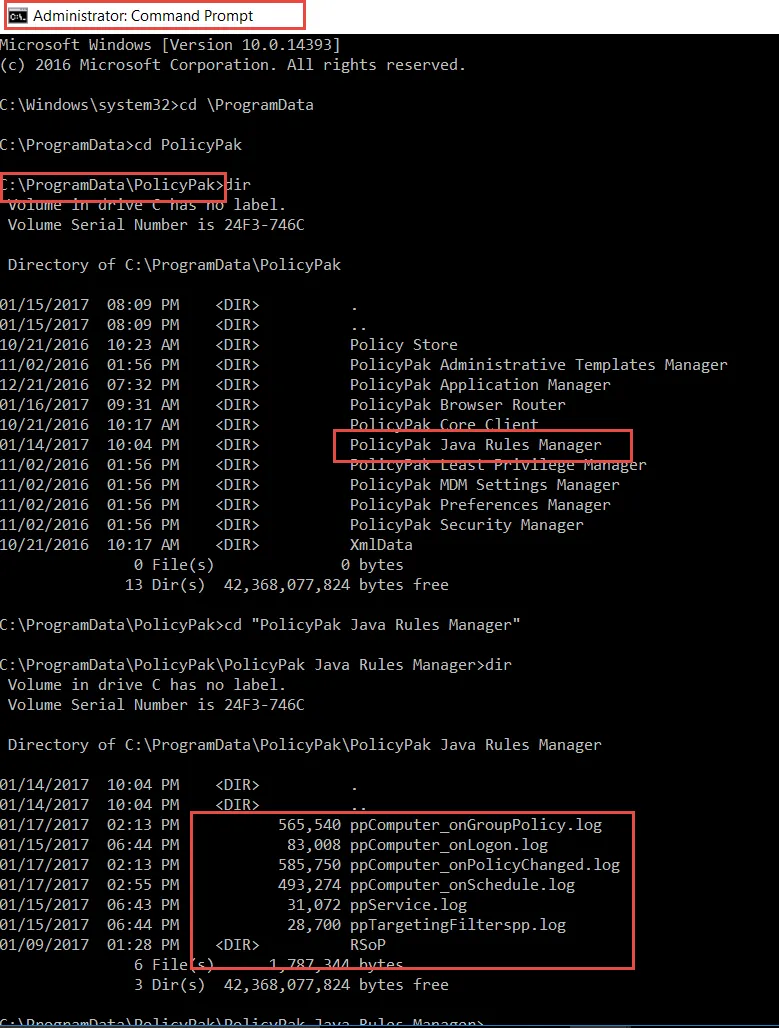 Administrator: Command Prompt
Microsoft Windows [Version 10.0.14393]
(c) 2016 Microsoft Corporation. All rights reserved.
C:\Windows\system32>cd \ProgramData
C:\ProgramData>cd PolicyPak
C:\ProgramData\PolicyPak>dir
Volume in drive C has no label.
Volume Serial Number is 24F3-746C
Directory of C:\ProgramData\PolicyPak
01/15/2017 08:09 PM <DIR> .
01/15/2017 08:09 PM <DIR> ..
10/21/2016 10:23 AM <DIR> Policy Store
11/02/2016 01:56 PM <DIR> PolicyPak Administrative Templates Manager
12/21/2016 07:32 PM <DIR> PolicyPak Application Manager
01/16/2017 09:31 AM <DIR> PolicyPak Browser Router
10/21/2016 10:17 AM <DIR> PolicyPak Core Client
01/14/2017 10:04 PM <DIR> PolicyPak Java Rules Manager
11/02/2016 01:56 PM <DIR> PolicyPak Least Privilege Manager
11/02/2016 01:56 PM <DIR> PolicyPak MDM Settings Manager
11/02/2016 01:56 PM <DIR> PolicyPak Preferences Manager
11/02/2016 01:56 PM <DIR> PolicyPak Security Manager
10/21/2016 10:17 AM <DIR> XmlData
0 File(s) 0 bytes
13 Dir(s) 42,368,077,824 bytes free
C:\ProgramData\PolicyPak>cd "PolicyPak Java Rules Manager"
C:\ProgramData\PolicyPak\PolicyPak Java Rules Manager>dir
Volume in drive C has no label.
Volume Serial Number is 24F3-746C
Directory of C:\ProgramData\PolicyPak\PolicyPak Java Rules Manager
01/14/2017 10:04 PM <DIR> .
01/14/2017 10:04 PM <DIR> ..
01/17/2017 02:13 PM 565,540 ppComputer_onGroupPolicy.log
01/15/2017 06:44 PM 83,008 ppComputer_onLogon.log
01/17/2017 02:13 PM 585,750 ppComputer_onPolicyChanged.log
01/17/2017 02:55 PM 493,274 ppComputer_onSchedule.log
01/15/2017 06:43 PM 31,072 ppService.log
01/15/2017 06:44 PM 28,700 ppTargetingFilterspp.log
01/09/2017 01:28 PM <DIR> RSoP
6 File(s) 1,787,344 bytes
3 Dir(s) 42,368,077,824 bytes free
C:\ProgramData\PolicyPak\PolicyPak Java Rules Manager>